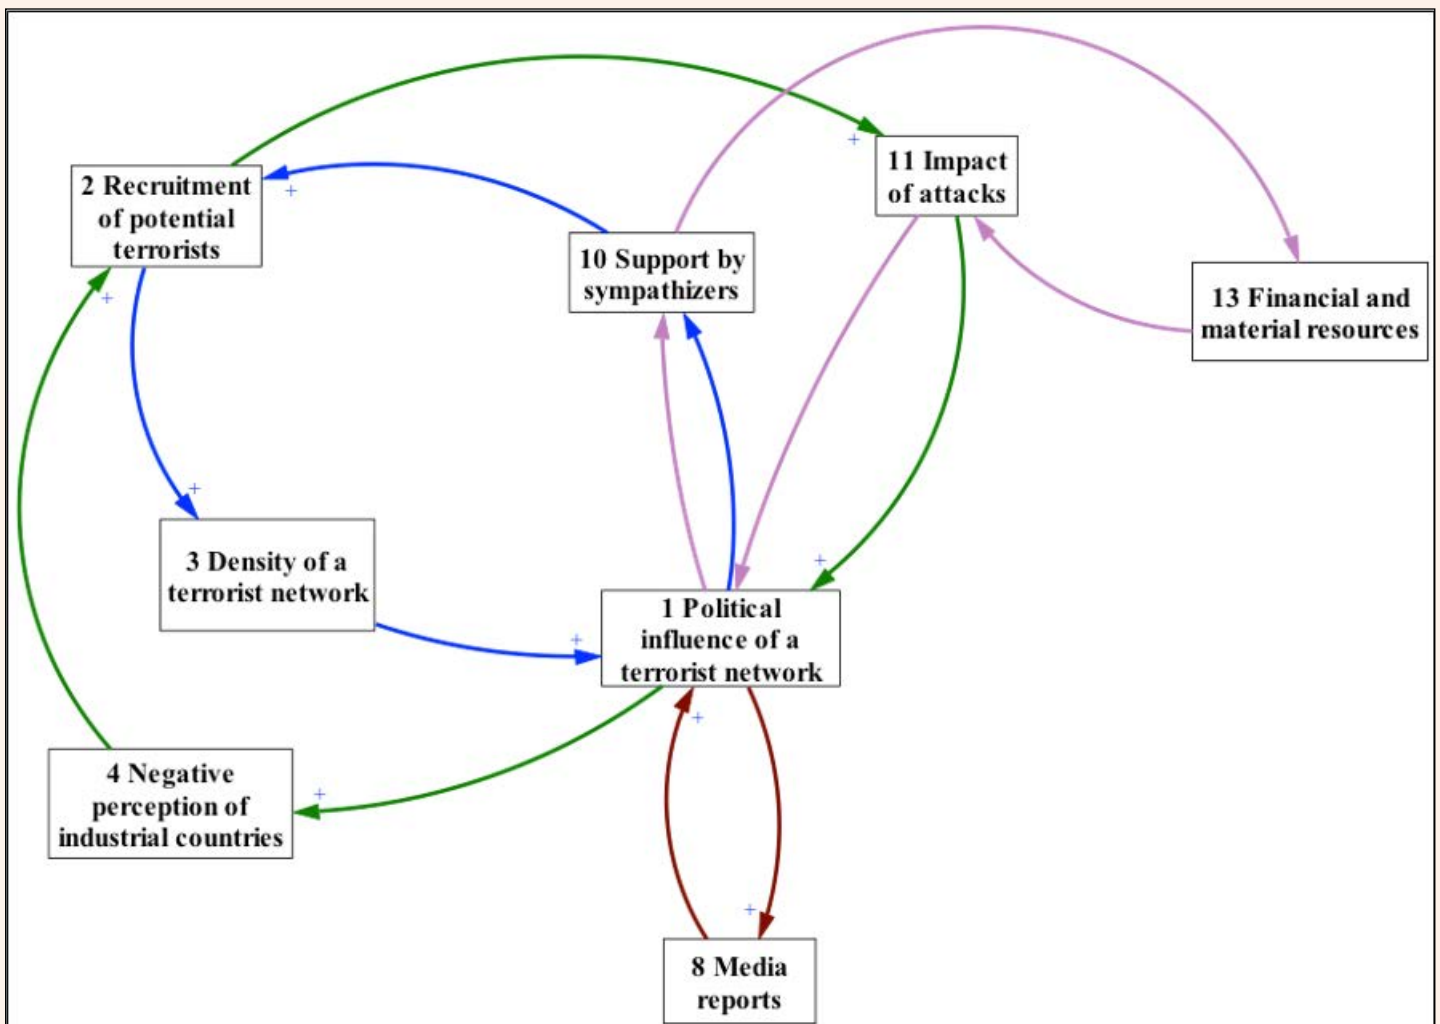 11 Impact
of attacks
2 Recruitment
of potential
terrorists
10 Support by
sympathizers
13 Financial and
material resources
3 Density of a
terrorist network
1 Political
influence of a
terrorist network
4 Negative
perception of
industrial countries
8 Media
reports
+
+
+
+
+
+
+
+
+